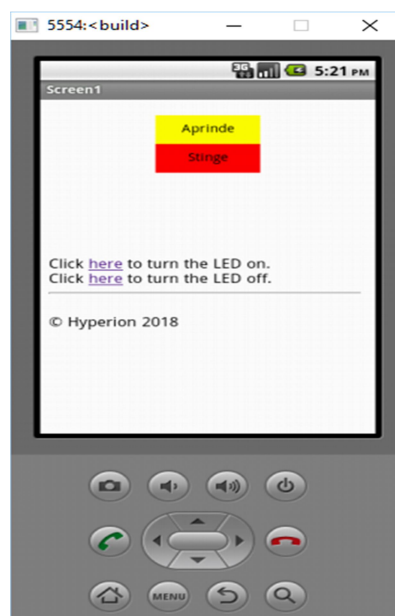 5554:<build>
3G 5:21 PM
Screen1
Aprinde
Stinge
Click here to turn the LED on.
Click here to turn the LED off.
© Hyperion 2018
MENU